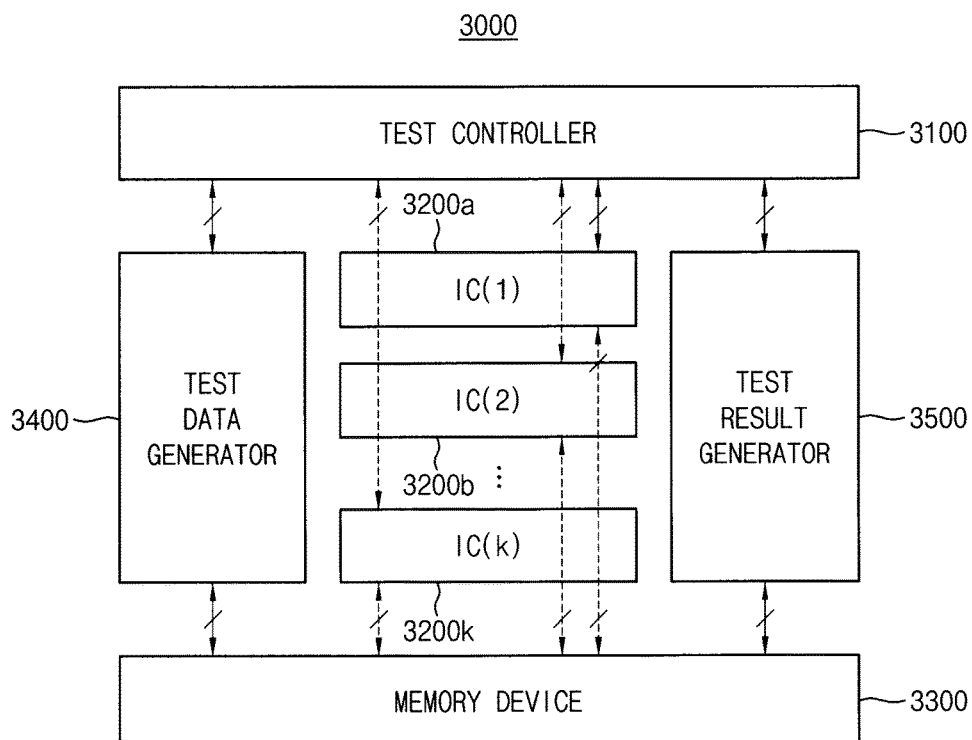 3000
TEST CONTROLLER
3100
3200a
IC(1)
TEST
DATA
GENERATOR
3400
IC(2)
3200b
⋮
IC(k)
3200k
TEST
RESULT
GENERATOR
3500
MEMORY DEVICE
3300